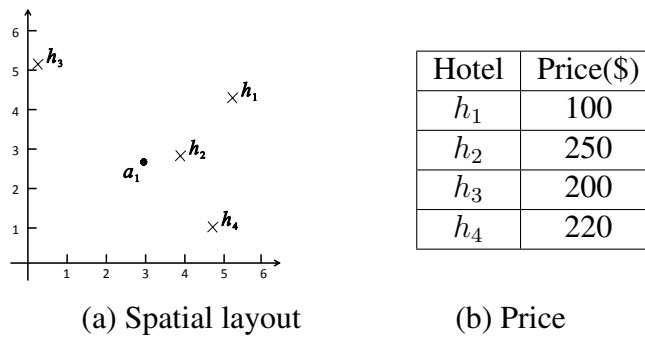 6
5
4
3
2
1
1 2 3 4 5 6
h₃
h₁
h₂
a₁
h₄
(a) Spatial layout
Hotel Price($)
h₁ 100
h₂ 250
h₃ 200
h₄ 220
(b) Price